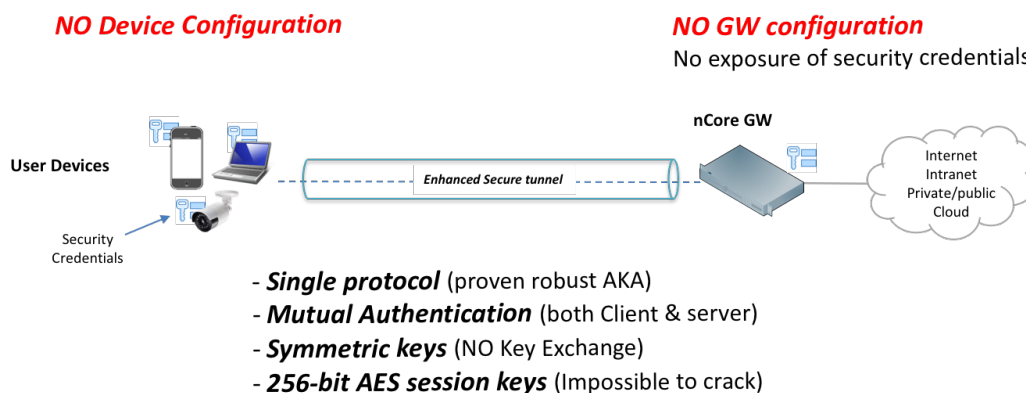 NO Device Configuration
NO GW configuration
No exposure of security credentials
nCore GW
User Devices
Enhanced Secure tunnel
Internet
Intranet
Private/public
Cloud
Security
Credentials
- Single protocol (proven robust AKA)
- Mutual Authentication (both Client & server)
- Symmetric keys (NO Key Exchange)
- 256-bit AES session keys (Impossible to crack)